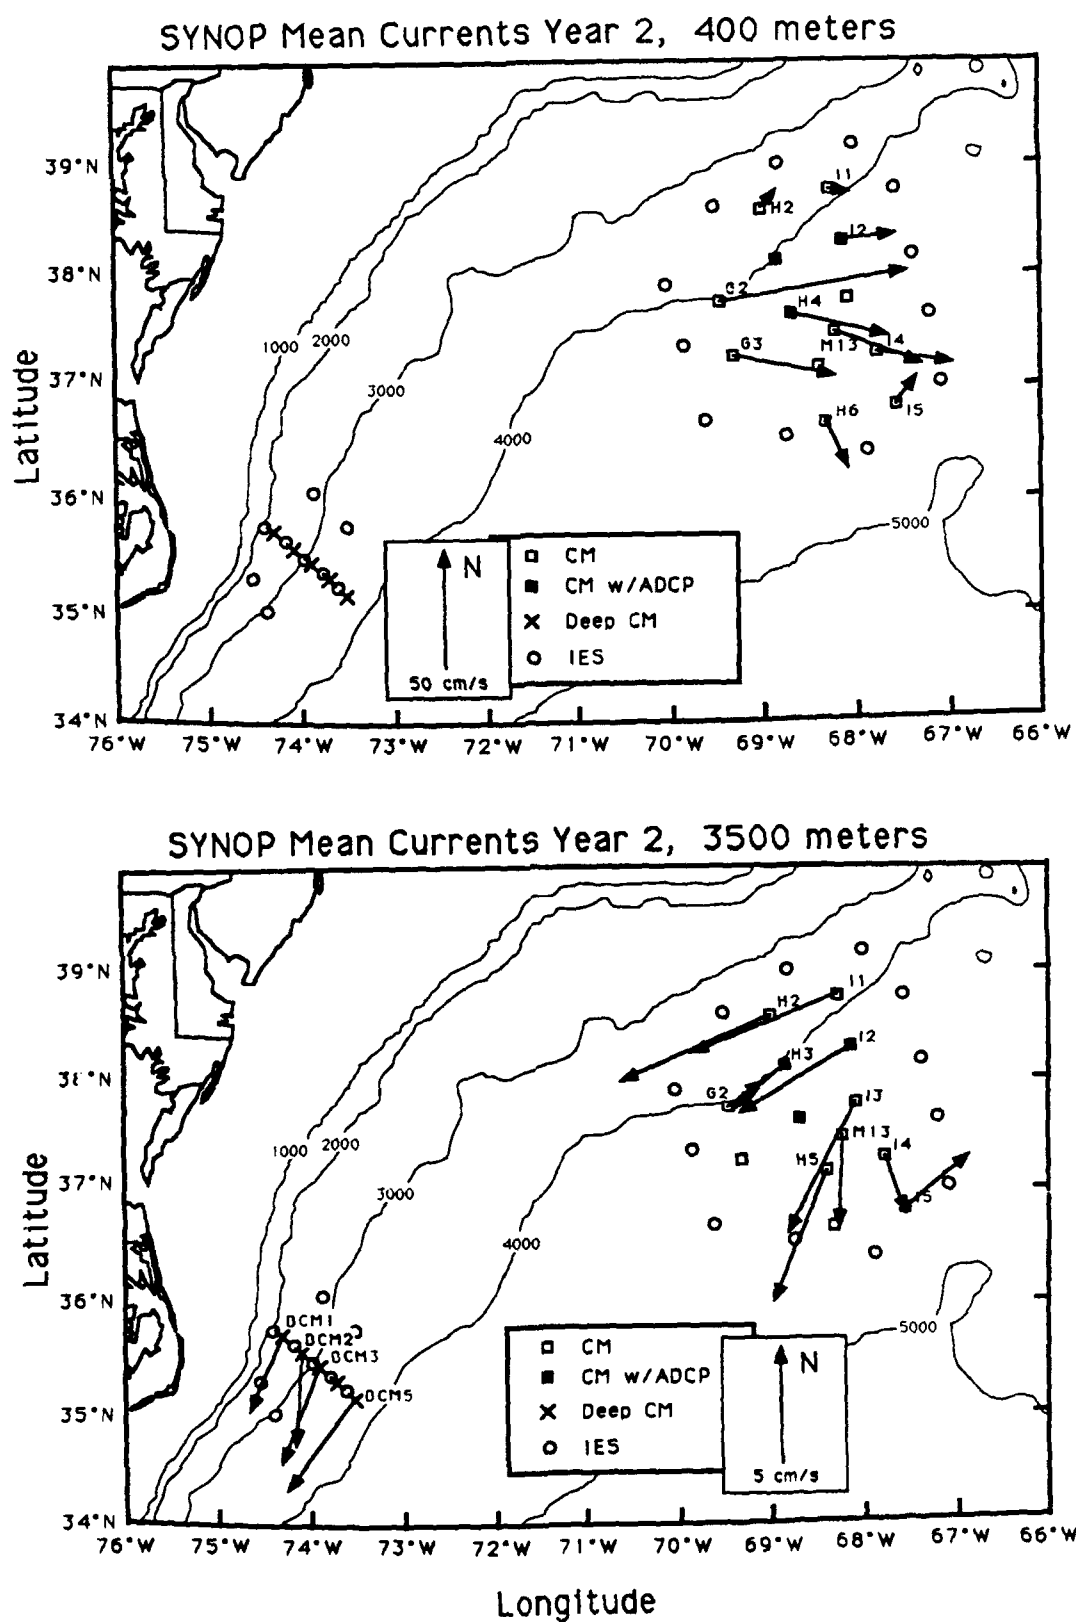 SYNOP Mean Currents Year 2, 400 meters
39°N
38°N
37°N
36°N
35°N
34°N
Latitude
1000
2000
3000
4000
5000
I1
H2
I2
G2
H4
M13
I4
G3
I5
H6
N
50 cm/s
CM
CM w/ADCP
Deep CM
IES
76°W 75°W 74°W 73°W 72°W 71°W 70°W 69°W 68°W 67°W 66°W
SYNOP Mean Currents Year 2, 3500 meters
39°N
38°N
37°N
36°N
35°N
34°N
Latitude
1000
2000
3000
4000
5000
I1
H2
H3
I2
G2
I3
M13
I4
H5
I5
DCM1
DCM2
DCM3
DCM5
CM
CM w/ADCP
Deep CM
IES
N
5 cm/s
76°W 75°W 74°W 73°W 72°W 71°W 70°W 69°W 68°W 67°W 66°W
Longitude